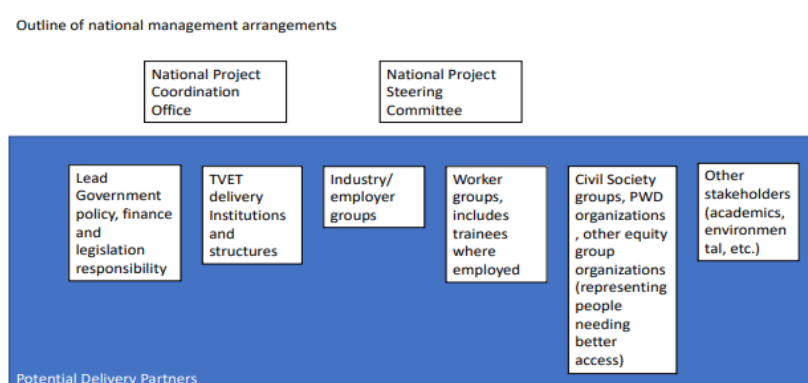 Outline of national management arrangements
National Project
Coordination
Office
National Project
Steering
Committee
Lead
Government
policy, finance
and
legislation
responsibility
TVET
delivery
Institutions
and
structures
Industry/
employer
groups
Worker
groups,
includes
trainees
where
employed
Civil Society
groups, PWD
organizations
, other equity
group
organizations
(representing
people
needing
better
access)
Other
stakeholders
(academics,
environmen
tal, etc.)
Potential Delivery Partners